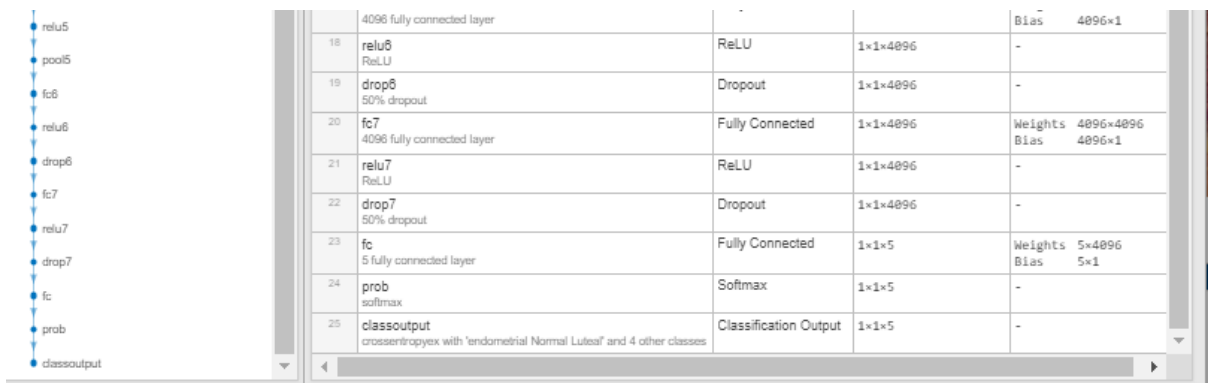 relu5
pool5
fc6
relu6
drop6
fc7
relu7
drop7
fc
prob
classoutput
4096 fully connected layer
Bias 4096×1
18 relu6 ReLU 1×1×4096 -
ReLU
19 drop6 Dropout 1×1×4096 -
50% dropout
20 fc7 Fully Connected 1×1×4096 Weights 4096×4096
4096 fully connected layer Bias 4096×1
21 relu7 ReLU 1×1×4096 -
ReLU
22 drop7 Dropout 1×1×4096 -
50% dropout
23 fc Fully Connected 1×1×5 Weights 5×4096
5 fully connected layer Bias 5×1
24 prob Softmax 1×1×5 -
softmax
25 classoutput Classification Output 1×1×5 -
crossentropyex with 'endometrial Normal Luteal' and 4 other classes